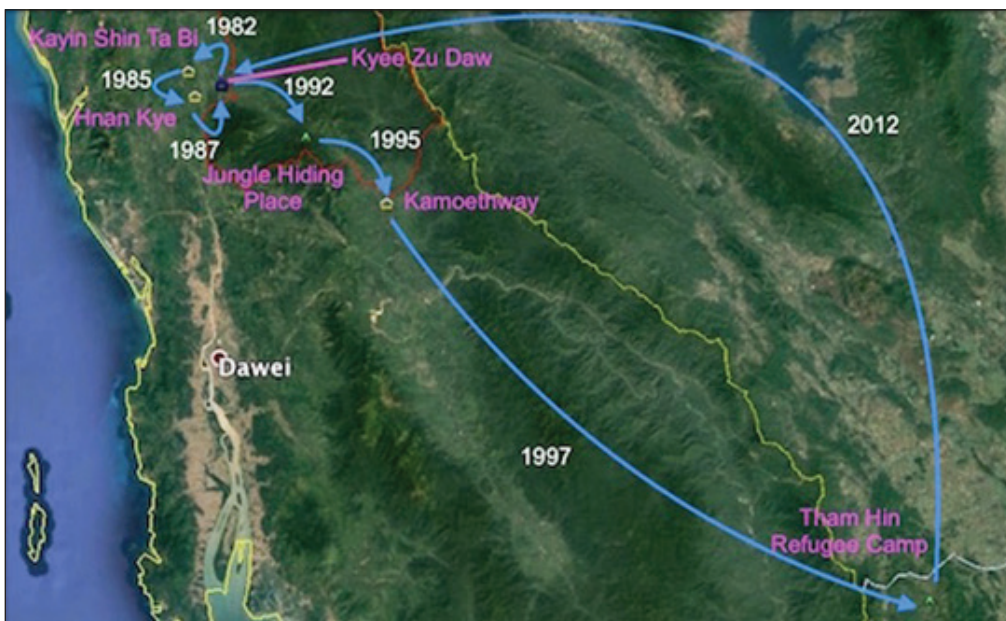 1982
Kayin Shin Ta Bi
Kyee Zu Daw
1985
1992
Hnan Kye
2012
1987
1995
Jungle Hiding
Place
Kamoethway
Dawei
1997
Tham Hin
Refugee Camp